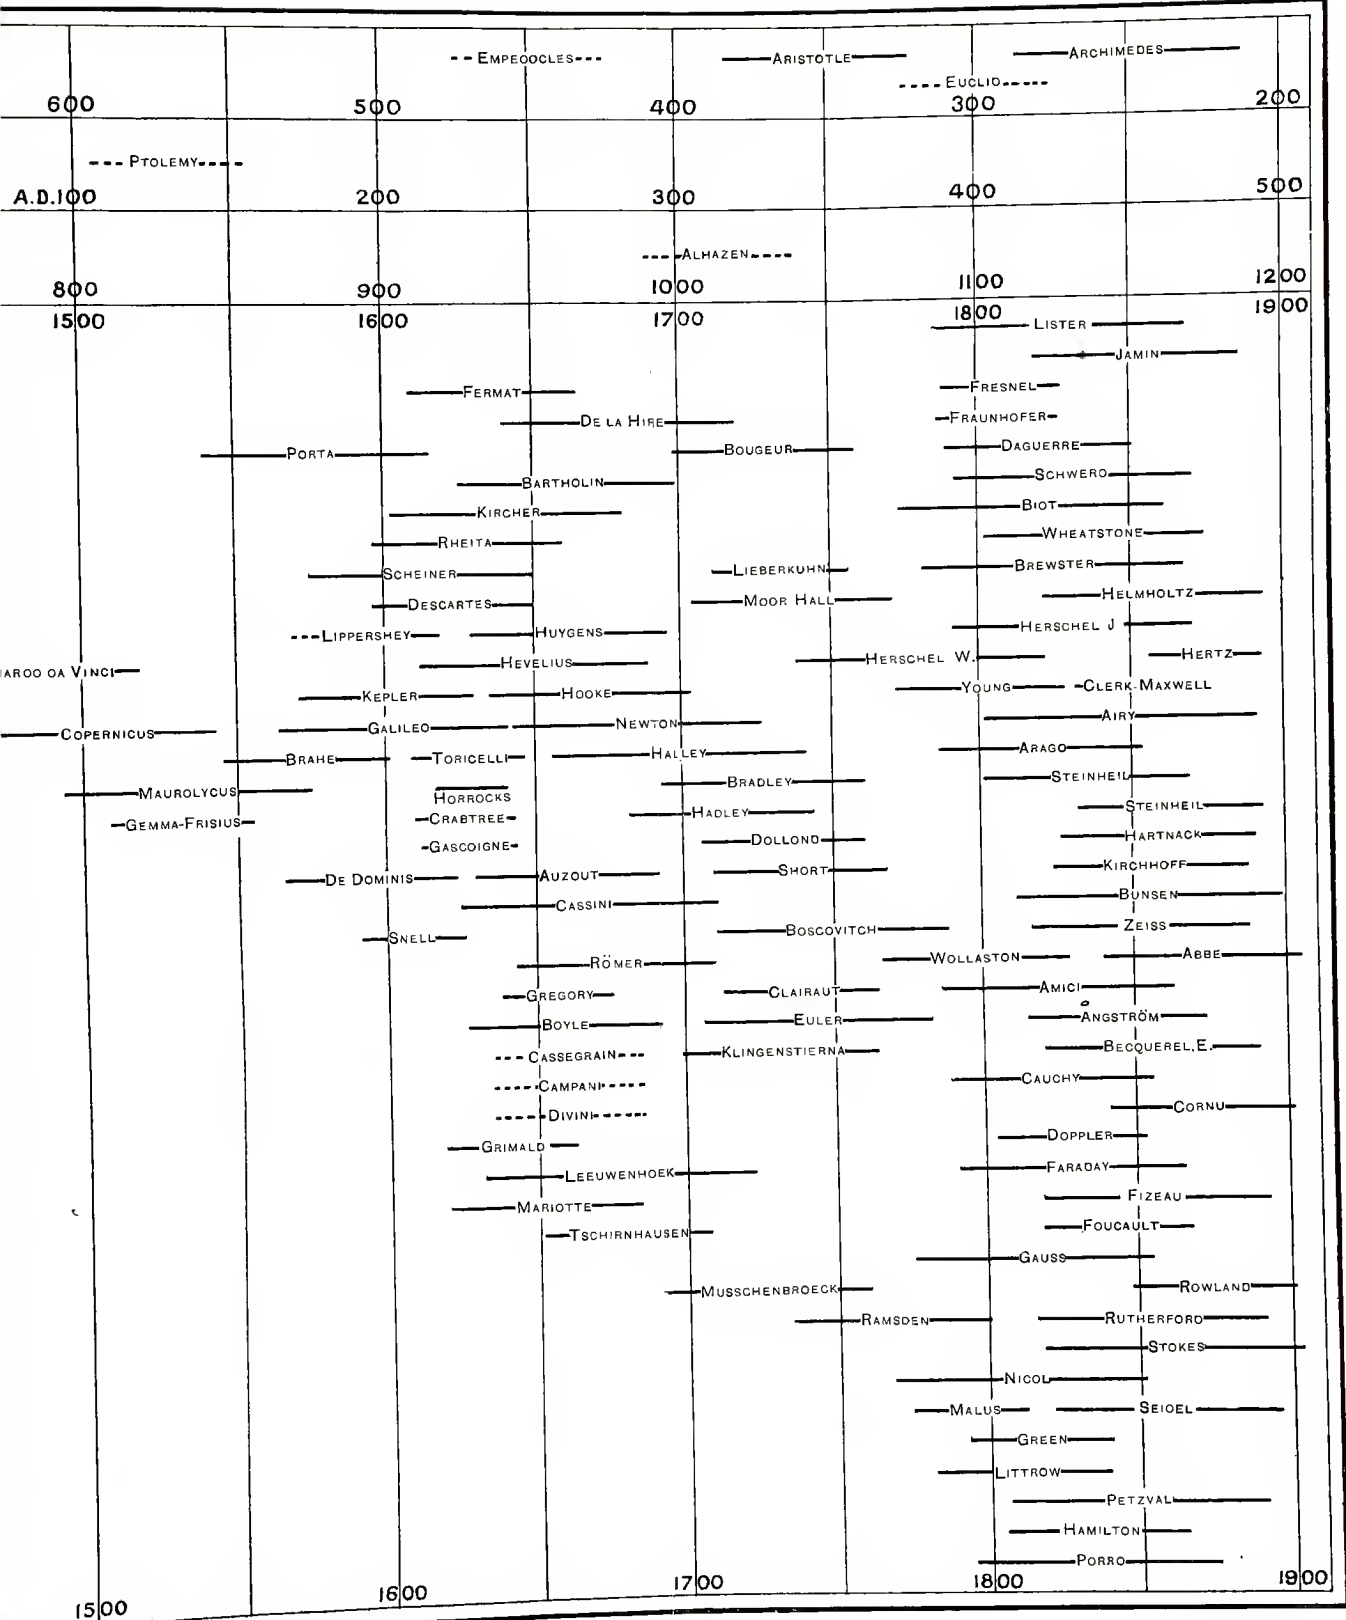 EMPEOOCLES ARISTOTLE ARCHIMEDES
EUCLIO
600 500 400 300 200
PTOLEMY
A.D.100 200 300 400 500
ALHAZEN
800 900 1000 1100 1200
1500 1600 1700 1800 1900
LISTER
JAMIN
FERMAT FRESNEL
DE LA HIRE FRAUNHOFER
PORTA BOUGEUR DAGUERRE
BARTHOLIN SCHWERO
KIRCHER BIOT
RHEITA WHEATSTONE
SCHEINER LIEBERKUHN BREWSTER
DESCARTES MOOR HALL HELMHOLTZ
LIPPERSHEY HUYGENS HERSCHEL J
HEVELIUS HERSCHEL W. HERTZ
AROO OA VINCI
KEPLER HOOKE YOUNG CLERK-MAXWELL
COPERNICUS GALILEO NEWTON AIRY
BRAHE TORICELLI HALLEY ARAGO
MAUROLYCUS HORROCKS BRADLEY STEINHEIL
GEMMA-FRISIUS CRABTREE HADLEY STEINHEIL
GASCOIGNE DOLLOND HARTNACK
DE DOMINIS AUZOUT SHORT KIRCHHOFF
CASSINI BUNSEN
SNELL BOSCOVITCH ZEISS
RÖMER WOLLASTON ABBE
GREGORY CLAIRAUT AMICI
BOYLE EULER ÅNGSTRÖM
CASSEGRAIN KLINGENSTIERNA BECQUEREL, E.
CAMPANI CAUCHY
DIVINI CORNU
GRIMALD DOPPLER
LEEUWENHOEK FARADAY
MARIOTTE FIZEAU
TSCHIRNHAUSEN FOUCAULT
GAUSS
MUSSCHENBROECK ROWLAND
RAMSDEN RUTHERFORD
STOKES
NICOL
MALUS SEIOEL
GREEN
LITTROW
PETZVAL
HAMILTON
PORRO
1500 1600 1700 1800 1900